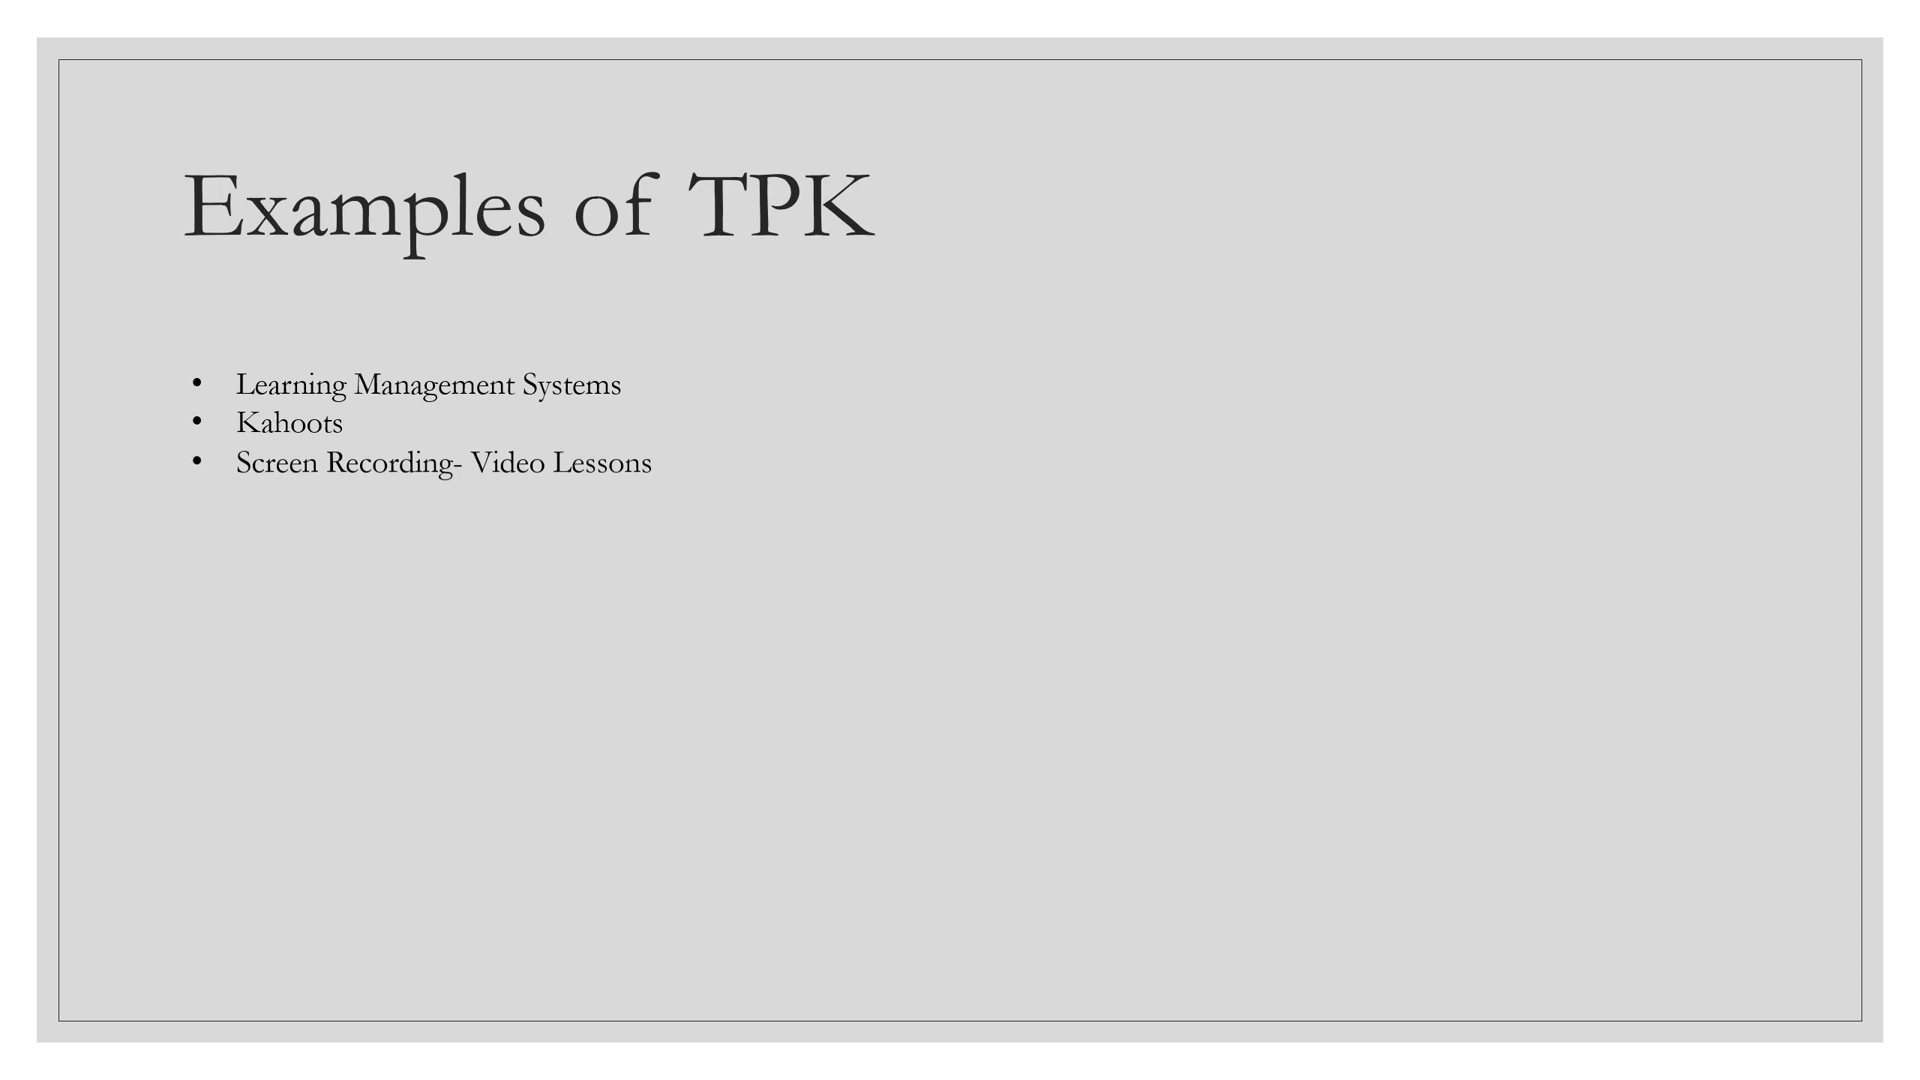 Examples of TPK
• Learning Management Systems
• Kahoots
• Screen Recording- Video Lessons